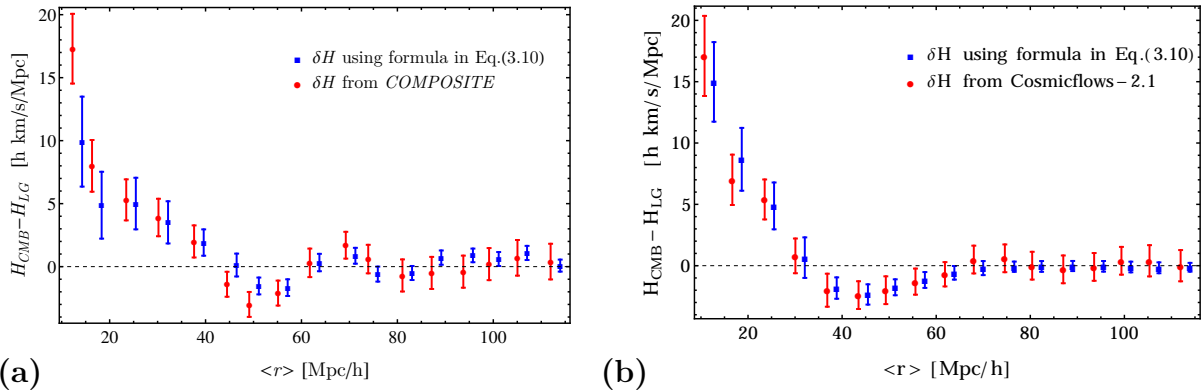 20
15
10
5
0
H_CMB−H_LG [h km/s/Mpc]
δH using formula in Eq.(3.10)
δH from COMPOSITE
20 40 60 80 100
<r> [Mpc/h]
(a)
20
15
10
5
0
H_CMB−H_LG [h km/s/Mpc]
δH using formula in Eq.(3.10)
δH from Cosmicflows−2.1
20 40 60 80 100
<r> [Mpc/h]
(b)